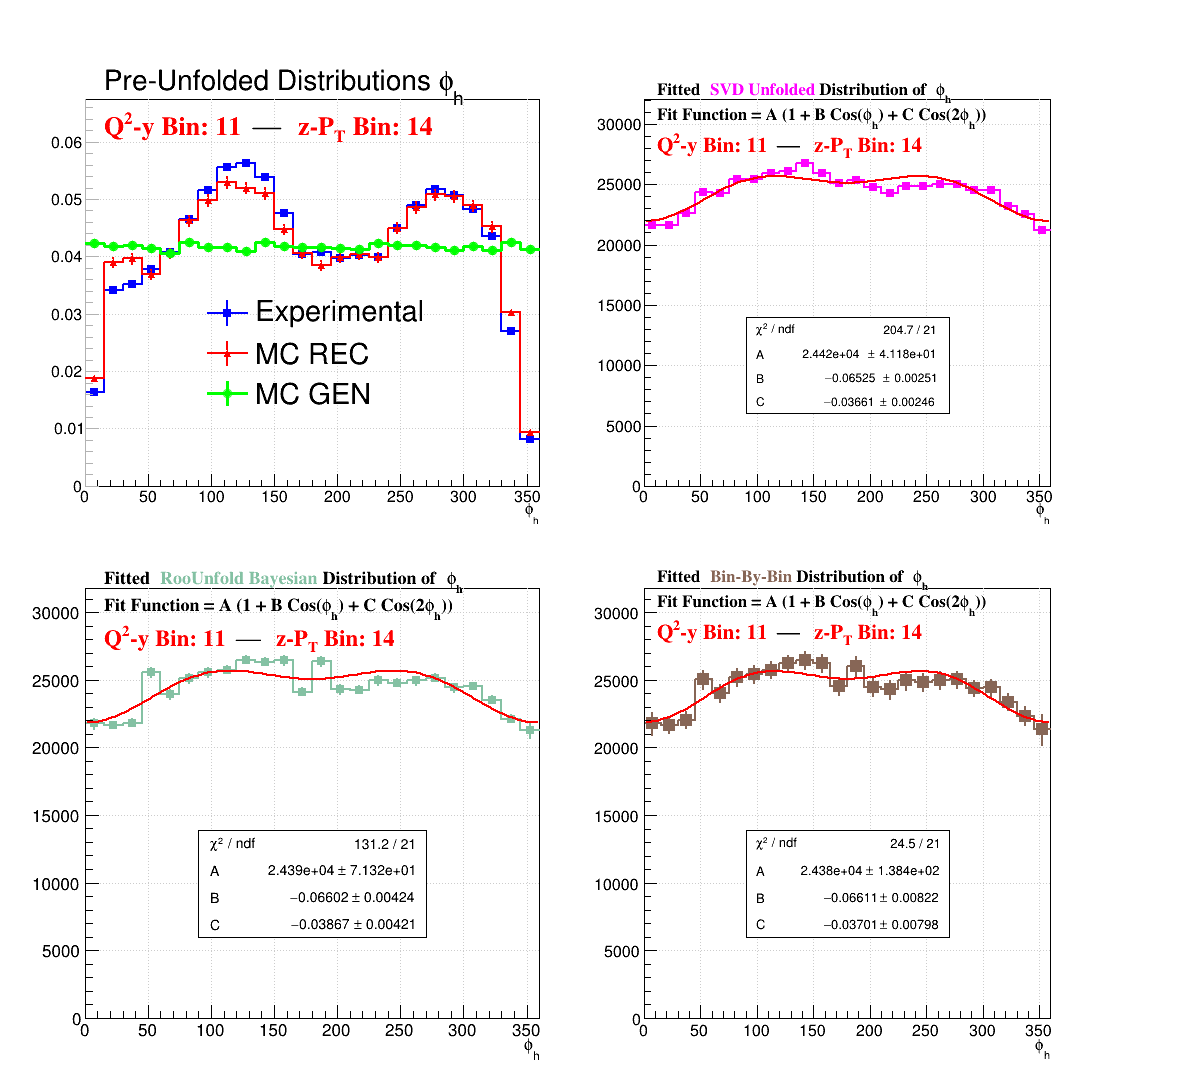 Pre-Unfolded Distributions ϕh
Q²-y Bin: 11 — z-PT Bin: 14
0.06
0.05
0.04
0.03
0.02
0.01
0
Experimental
MC REC
MC GEN
0 50 100 150 200 250 300 350
ϕh
Fitted SVD Unfolded Distribution of ϕh
Fit Function = A (1 + B Cos(ϕh) + C Cos(2ϕh))
Q²-y Bin: 11 — z-PT Bin: 14
30000
25000
20000
15000
10000
5000
0
χ² / ndf 204.7 / 21
A 2.442e+04 ± 4.118e+01
B −0.06525 ± 0.00251
C −0.03661 ± 0.00246
0 50 100 150 200 250 300 350
ϕh
Fitted RooUnfold Bayesian Distribution of ϕh
Fit Function = A (1 + B Cos(ϕh) + C Cos(2ϕh))
Q²-y Bin: 11 — z-PT Bin: 14
30000
25000
20000
15000
10000
5000
0
χ² / ndf 131.2 / 21
A 2.439e+04 ± 7.132e+01
B −0.06602 ± 0.00424
C −0.03867 ± 0.00421
0 50 100 150 200 250 300 350
ϕh
Fitted Bin-By-Bin Distribution of ϕh
Fit Function = A (1 + B Cos(ϕh) + C Cos(2ϕh))
Q²-y Bin: 11 — z-PT Bin: 14
30000
25000
20000
15000
10000
5000
0
χ² / ndf 24.5 / 21
A 2.438e+04 ± 1.384e+02
B −0.06611 ± 0.00822
C −0.03701 ± 0.00798
0 50 100 150 200 250 300 350
ϕh